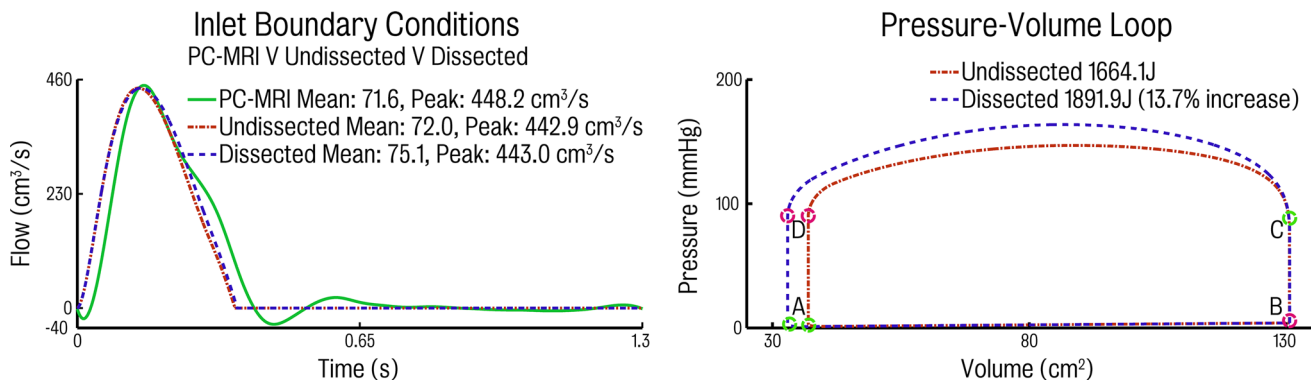 Inlet Boundary Conditions
PC-MRI V Undissected V Dissected
460
230
0
-40
Flow (cm³/s)
PC-MRI Mean: 71.6, Peak: 448.2 cm³/s
Undissected Mean: 72.0, Peak: 442.9 cm³/s
Dissected Mean: 75.1, Peak: 443.0 cm³/s
0
0.65
1.3
Time (s)
Pressure-Volume Loop
Undissected 1664.1J
Dissected 1891.9J (13.7% increase)
200
100
0
Pressure (mmHg)
D
C
A
B
30
80
130
Volume (cm²)